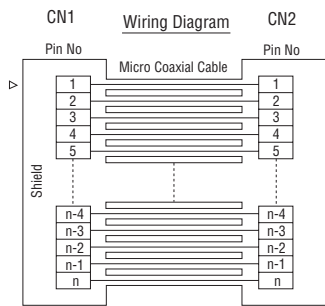 CN1 Wiring Diagram CN2
Pin No Pin No
Micro Coaxial Cable
1 1
2 2
3 3
4 4
5 5
Shield
n-4 n-4
n-3 n-3
n-2 n-2
n-1 n-1
n n